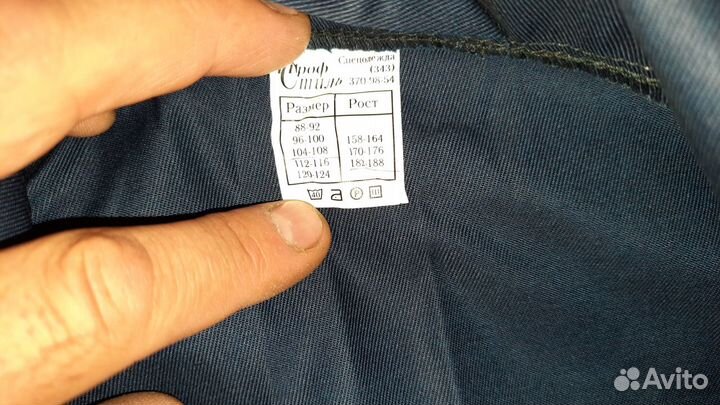 Проф Спецодежда
Стиль (343)
370-98-54
Размер Рост
88-92
96-100 158-164
104-108 170-176
112-116 182-188
120-124
40 P
Avito